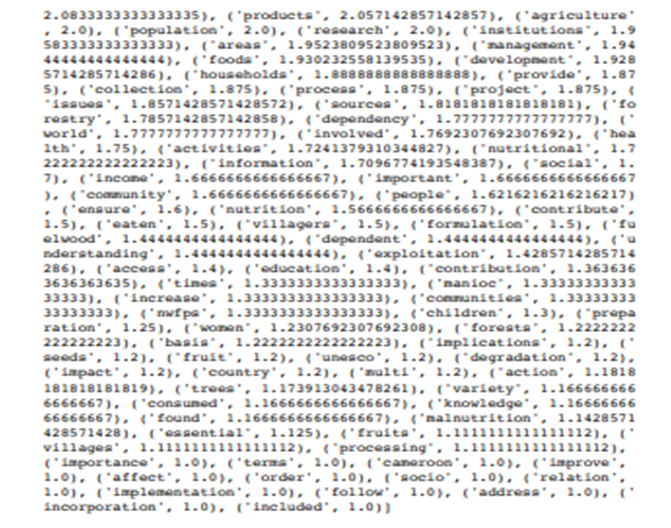 2.0833333333333335), ('products', 2.057142857142857), ('agriculture'
, 2.0), ('population', 2.0), ('research', 2.0), ('institutions', 1.9
583333333333333), ('areas', 1.9523809523809523), ('management', 1.94
44444444444444), ('foods', 1.930232558139535), ('development', 1.928
5714285714286), ('households', 1.8888888888888888), ('provide', 1.87
5), ('collection', 1.875), ('process', 1.875), ('project', 1.875), (
'issues', 1.8571428571428572), ('sources', 1.8181818181818181), ('fo
restry', 1.7857142857142858), ('dependency', 1.7777777777777777), ('
world', 1.7777777777777777), ('involved', 1.7692307692307692), ('hea
lth', 1.75), ('activities', 1.7241379310344827), ('nutritional', 1.7
222222222222223), ('information', 1.7096774193548387), ('social', 1.
7), ('income', 1.6666666666666667), ('important', 1.6666666666666667
), ('community', 1.6666666666666667), ('people', 1.6216216216216217)
, ('ensure', 1.6), ('nutrition', 1.5666666666666667), ('contribute',
1.5), ('eaten', 1.5), ('villagers', 1.5), ('formulation', 1.5), ('fu
elwood', 1.4444444444444444), ('dependent', 1.4444444444444444), ('u
nderstanding', 1.4444444444444444), ('exploitation', 1.4285714285714
286), ('access', 1.4), ('education', 1.4), ('contribution', 1.363636
3636363635), ('times', 1.3333333333333333), ('manioc', 1.33333333333
33333), ('increase', 1.3333333333333333), ('communities', 1.33333333
33333333), ('nwfps', 1.3333333333333333), ('children', 1.3), ('prepa
ration', 1.25), ('women', 1.2307692307692308), ('forests', 1.2222222
222222223), ('basis', 1.2222222222222223), ('implications', 1.2), ('
seeds', 1.2), ('fruit', 1.2), ('unesco', 1.2), ('degradation', 1.2),
('impact', 1.2), ('country', 1.2), ('multi', 1.2), ('action', 1.1818
181818181819), ('trees', 1.173913043478261), ('variety', 1.166666666
6666667), ('consumed', 1.1666666666666667), ('knowledge', 1.16666666
66666667), ('found', 1.1666666666666667), ('malnutrition', 1.1428571
428571428), ('essential', 1.125), ('fruits', 1.1111111111111112), ('
villages', 1.1111111111111112), ('processing', 1.1111111111111112),
('importance', 1.0), ('terms', 1.0), ('cameroon', 1.0), ('improve',
1.0), ('affect', 1.0), ('order', 1.0), ('socio', 1.0), ('relation',
1.0), ('implementation', 1.0), ('follow', 1.0), ('address', 1.0), ('
incorporation', 1.0), ('included', 1.0)]